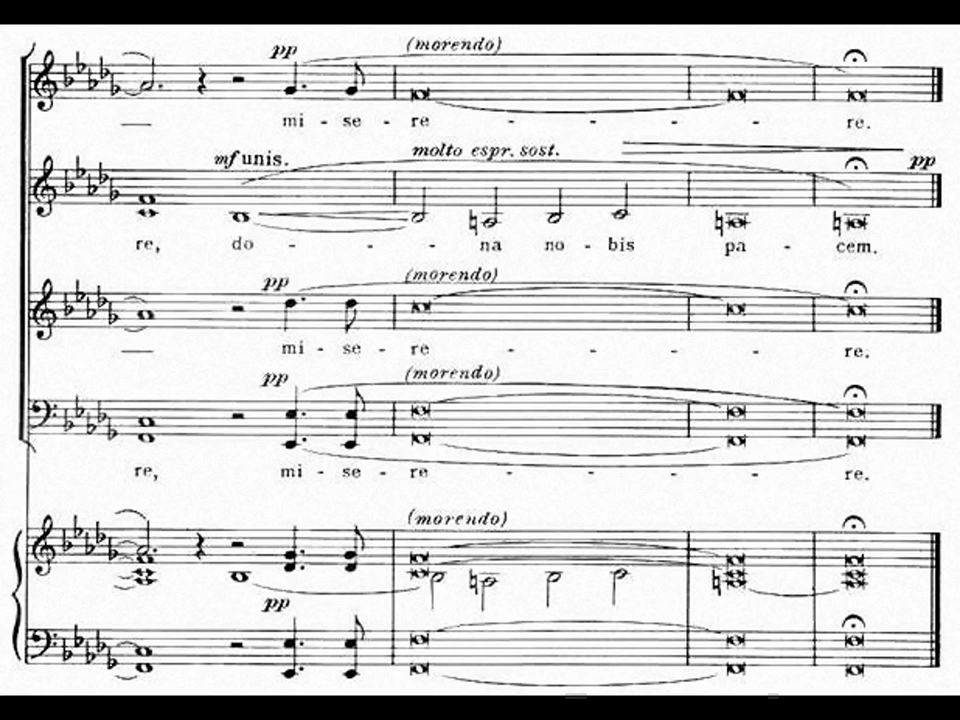 pp (morendo)
mi - se - re - - - - re.
mf unis. molto espr. sost. pp
re, do - - - na no - bis pa - cem.
pp (morendo)
mi - se - re - - - - re.
pp (morendo)
re, mi - se - re - - - - re.
(morendo)
pp